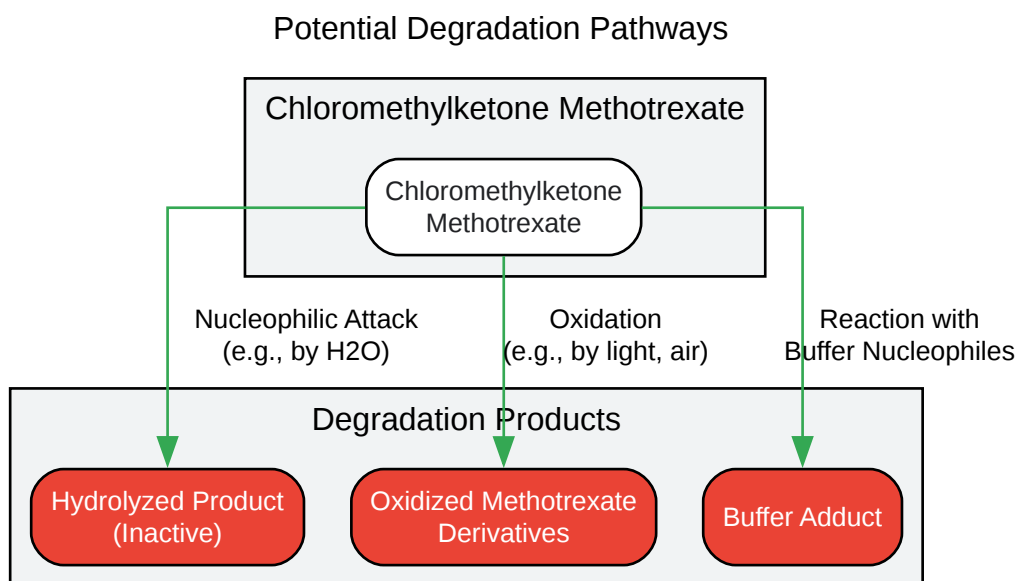 Potential Degradation Pathways
Chloromethylketone Methotrexate
Chloromethylketone
Methotrexate
Nucleophilic Attack
(e.g., by H2O)
Oxidation
(e.g., by light, air)
Reaction with
Buffer Nucleophiles
Degradation Products
Hydrolyzed Product
(Inactive)
Oxidized Methotrexate
Derivatives
Buffer Adduct